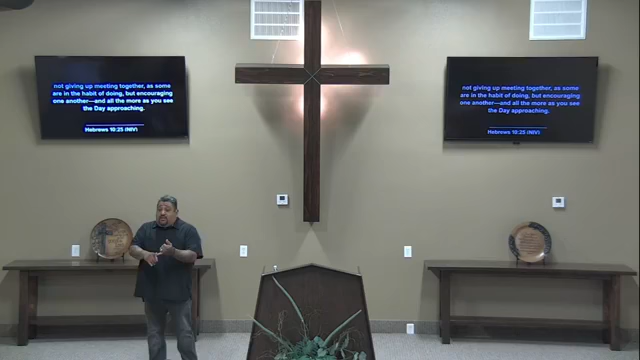 not giving up meeting together, as some
are in the habit of doing, but encouraging
one another—and all the more as you see
the Day approaching.
Hebrews 10:25 (NIV)
not giving up meeting together, as some
are in the habit of doing, but encouraging
one another—and all the more as you see
the Day approaching.
Hebrews 10:25 (NIV)